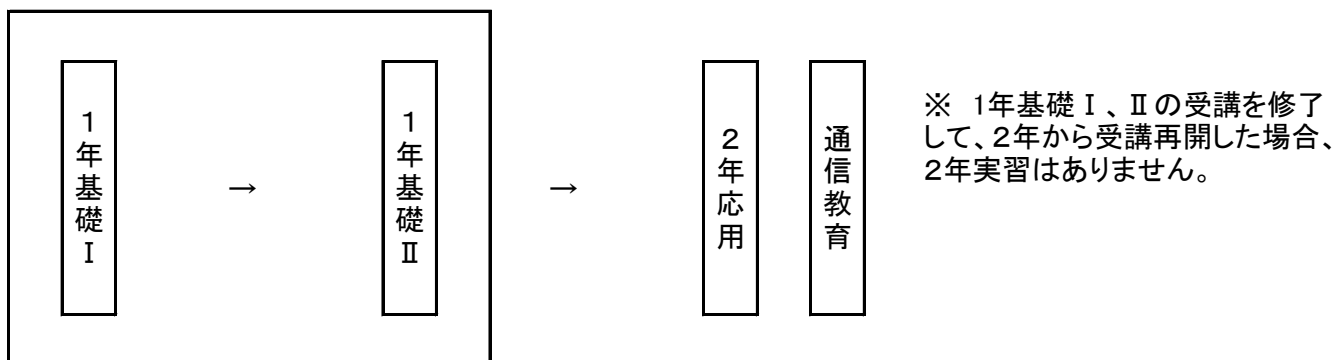 1年基礎Ⅰ
→
1年基礎Ⅱ
→
2年応用
通信教育
※ 1年基礎Ⅰ、Ⅱの受講を修了
して、2年から受講再開した場合、
2年実習はありません。